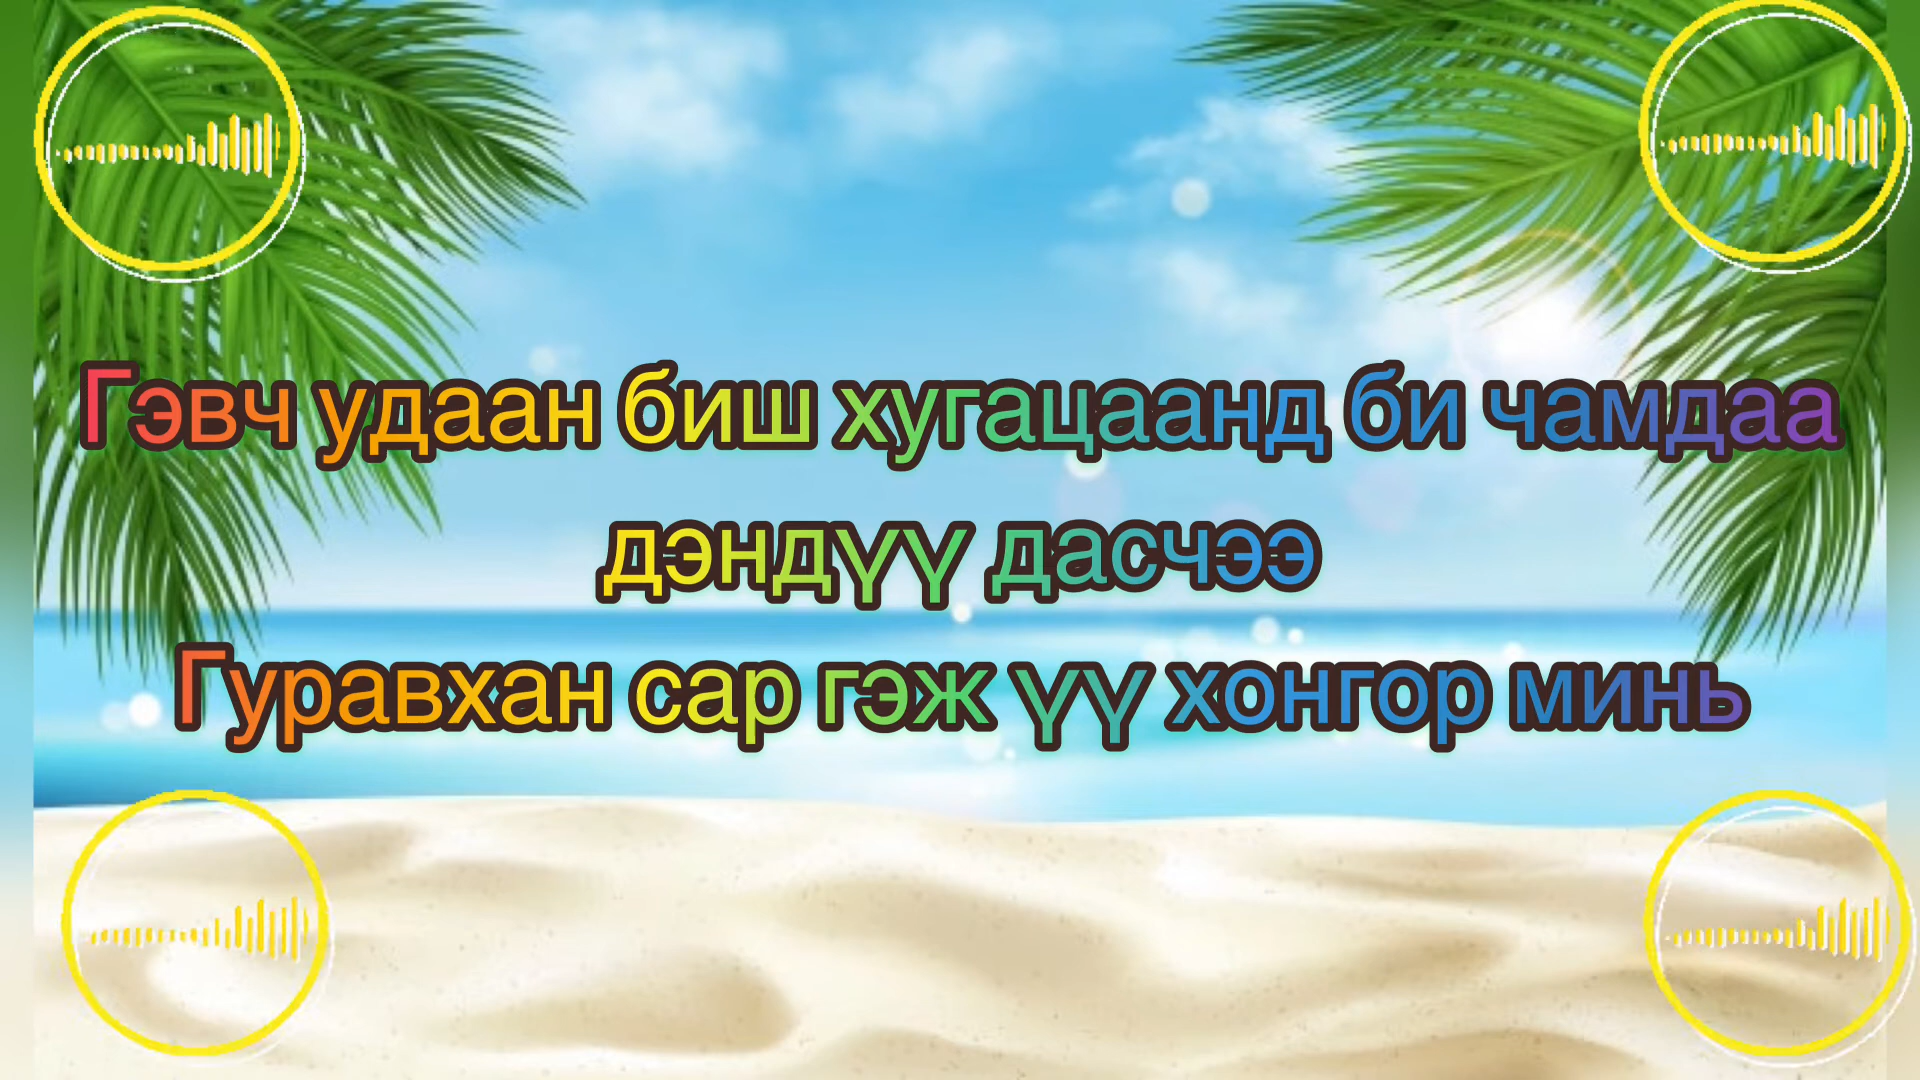 Гэвч удаан биш хугацаанд би чамдаа
дэндүү дасчээ
Гуравхан сар гэж үү хонгор минь